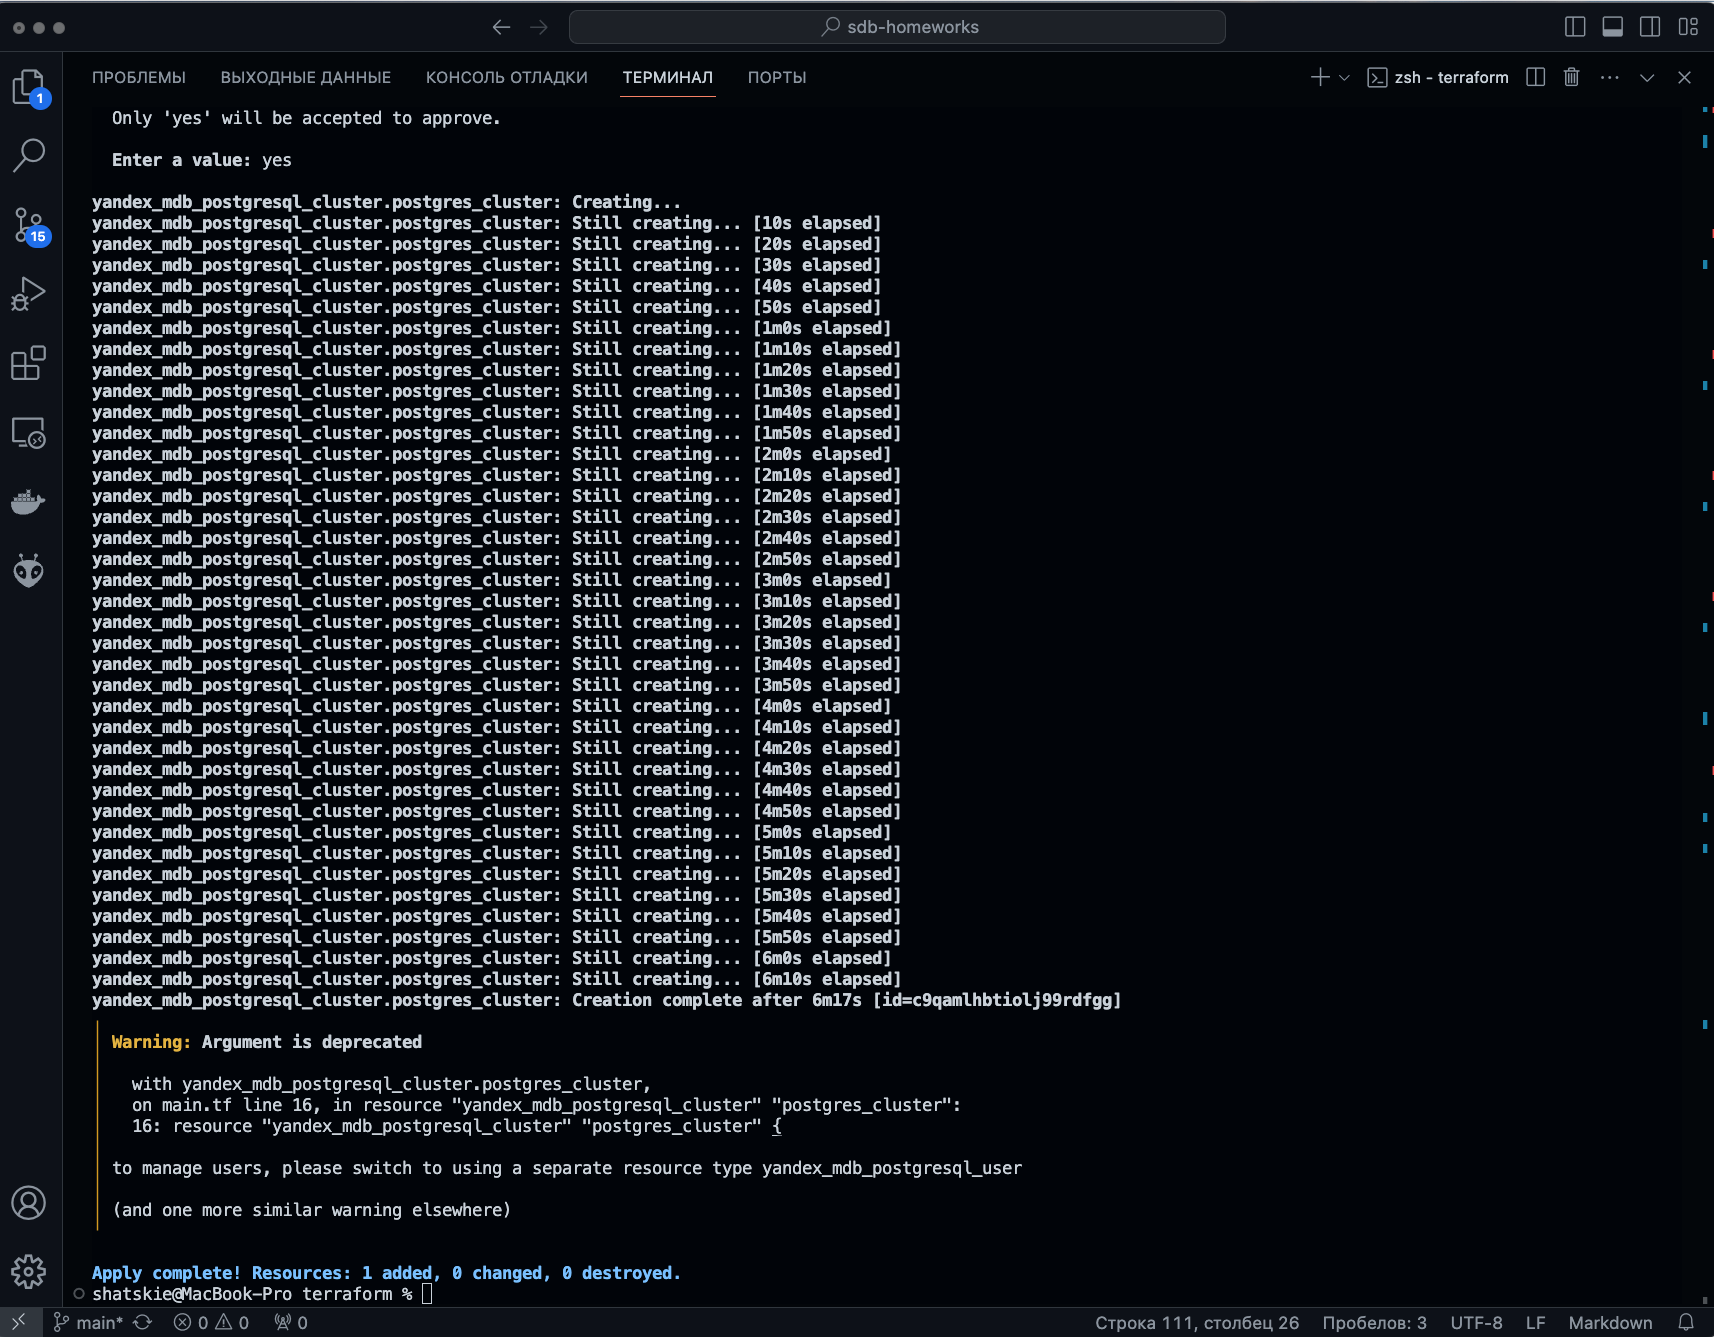 sdb-homeworks
ПРОБЛЕМЫ ВЫХОДНЫЕ ДАННЫЕ КОНСОЛЬ ОТЛАДКИ ТЕРМИНАЛ ПОРТЫ zsh - terraform
1
15
Only 'yes' will be accepted to approve.
Enter a value: yes
yandex_mdb_postgresql_cluster.postgres_cluster: Creating...
yandex_mdb_postgresql_cluster.postgres_cluster: Still creating... [10s elapsed]
yandex_mdb_postgresql_cluster.postgres_cluster: Still creating... [20s elapsed]
yandex_mdb_postgresql_cluster.postgres_cluster: Still creating... [30s elapsed]
yandex_mdb_postgresql_cluster.postgres_cluster: Still creating... [40s elapsed]
yandex_mdb_postgresql_cluster.postgres_cluster: Still creating... [50s elapsed]
yandex_mdb_postgresql_cluster.postgres_cluster: Still creating... [1m0s elapsed]
yandex_mdb_postgresql_cluster.postgres_cluster: Still creating... [1m10s elapsed]
yandex_mdb_postgresql_cluster.postgres_cluster: Still creating... [1m20s elapsed]
yandex_mdb_postgresql_cluster.postgres_cluster: Still creating... [1m30s elapsed]
yandex_mdb_postgresql_cluster.postgres_cluster: Still creating... [1m40s elapsed]
yandex_mdb_postgresql_cluster.postgres_cluster: Still creating... [1m50s elapsed]
yandex_mdb_postgresql_cluster.postgres_cluster: Still creating... [2m0s elapsed]
yandex_mdb_postgresql_cluster.postgres_cluster: Still creating... [2m10s elapsed]
yandex_mdb_postgresql_cluster.postgres_cluster: Still creating... [2m20s elapsed]
yandex_mdb_postgresql_cluster.postgres_cluster: Still creating... [2m30s elapsed]
yandex_mdb_postgresql_cluster.postgres_cluster: Still creating... [2m40s elapsed]
yandex_mdb_postgresql_cluster.postgres_cluster: Still creating... [2m50s elapsed]
yandex_mdb_postgresql_cluster.postgres_cluster: Still creating... [3m0s elapsed]
yandex_mdb_postgresql_cluster.postgres_cluster: Still creating... [3m10s elapsed]
yandex_mdb_postgresql_cluster.postgres_cluster: Still creating... [3m20s elapsed]
yandex_mdb_postgresql_cluster.postgres_cluster: Still creating... [3m30s elapsed]
yandex_mdb_postgresql_cluster.postgres_cluster: Still creating... [3m40s elapsed]
yandex_mdb_postgresql_cluster.postgres_cluster: Still creating... [3m50s elapsed]
yandex_mdb_postgresql_cluster.postgres_cluster: Still creating... [4m0s elapsed]
yandex_mdb_postgresql_cluster.postgres_cluster: Still creating... [4m10s elapsed]
yandex_mdb_postgresql_cluster.postgres_cluster: Still creating... [4m20s elapsed]
yandex_mdb_postgresql_cluster.postgres_cluster: Still creating... [4m30s elapsed]
yandex_mdb_postgresql_cluster.postgres_cluster: Still creating... [4m40s elapsed]
yandex_mdb_postgresql_cluster.postgres_cluster: Still creating... [4m50s elapsed]
yandex_mdb_postgresql_cluster.postgres_cluster: Still creating... [5m0s elapsed]
yandex_mdb_postgresql_cluster.postgres_cluster: Still creating... [5m10s elapsed]
yandex_mdb_postgresql_cluster.postgres_cluster: Still creating... [5m20s elapsed]
yandex_mdb_postgresql_cluster.postgres_cluster: Still creating... [5m30s elapsed]
yandex_mdb_postgresql_cluster.postgres_cluster: Still creating... [5m40s elapsed]
yandex_mdb_postgresql_cluster.postgres_cluster: Still creating... [5m50s elapsed]
yandex_mdb_postgresql_cluster.postgres_cluster: Still creating... [6m0s elapsed]
yandex_mdb_postgresql_cluster.postgres_cluster: Still creating... [6m10s elapsed]
yandex_mdb_postgresql_cluster.postgres_cluster: Creation complete after 6m17s [id=c9qamlhbtiolj99rdfgg]
Warning: Argument is deprecated
with yandex_mdb_postgresql_cluster.postgres_cluster,
on main.tf line 16, in resource "yandex_mdb_postgresql_cluster" "postgres_cluster":
16: resource "yandex_mdb_postgresql_cluster" "postgres_cluster" {
to manage users, please switch to using a separate resource type yandex_mdb_postgresql_user
(and one more similar warning elsewhere)
Apply complete! Resources: 1 added, 0 changed, 0 destroyed.
shatskie@MacBook-Pro terraform %
main* 0 0 0 Строка 111, столбец 26 Пробелов: 3 UTF-8 LF Markdown